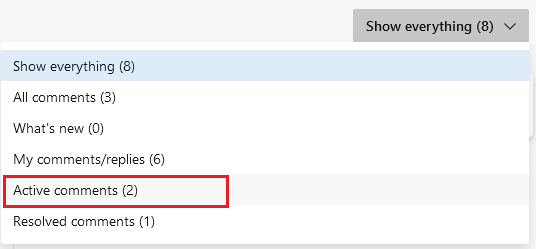 Show everything (8)
Show everything (8)
All comments (3)
What's new (0)
My comments/replies (6)
Active comments (2)
Resolved comments (1)